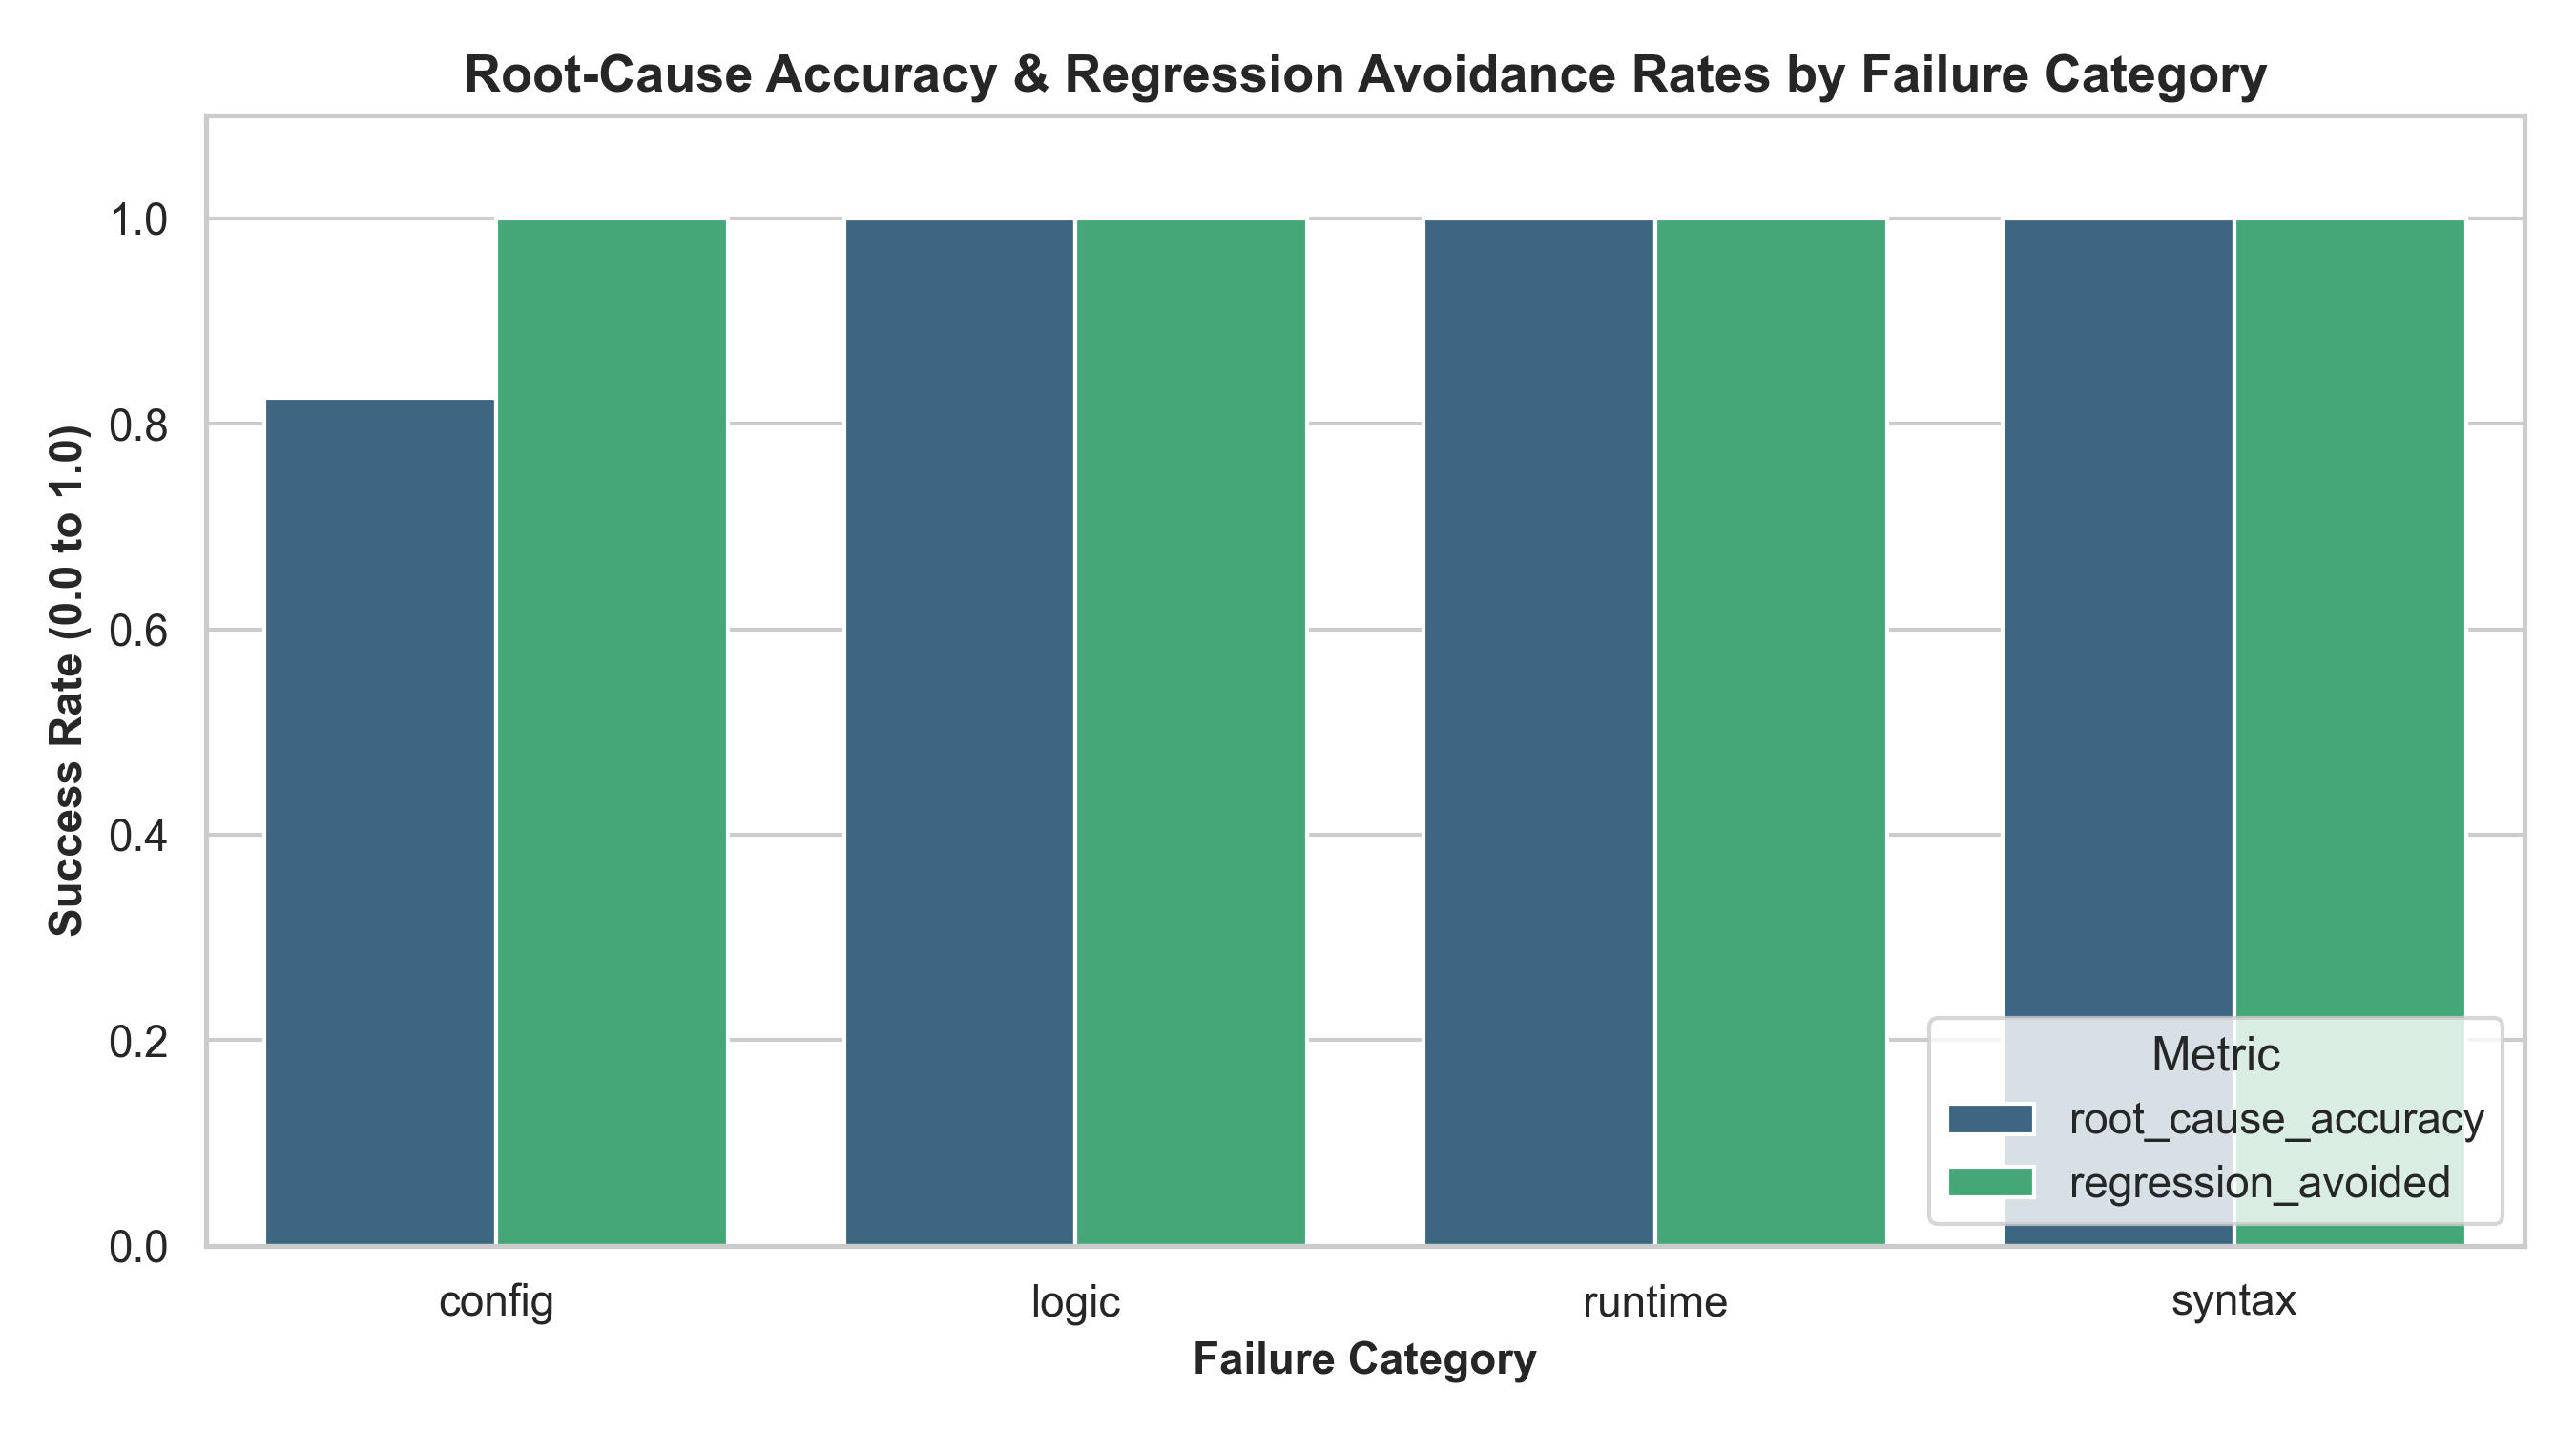 Root-Cause Accuracy & Regression Avoidance Rates by Failure Category
Success Rate (0.0 to 1.0)
1.0
0.8
0.6
0.4
0.2
0.0
Metric
root_cause_accuracy
regression_avoided
config
logic
runtime
syntax
Failure Category